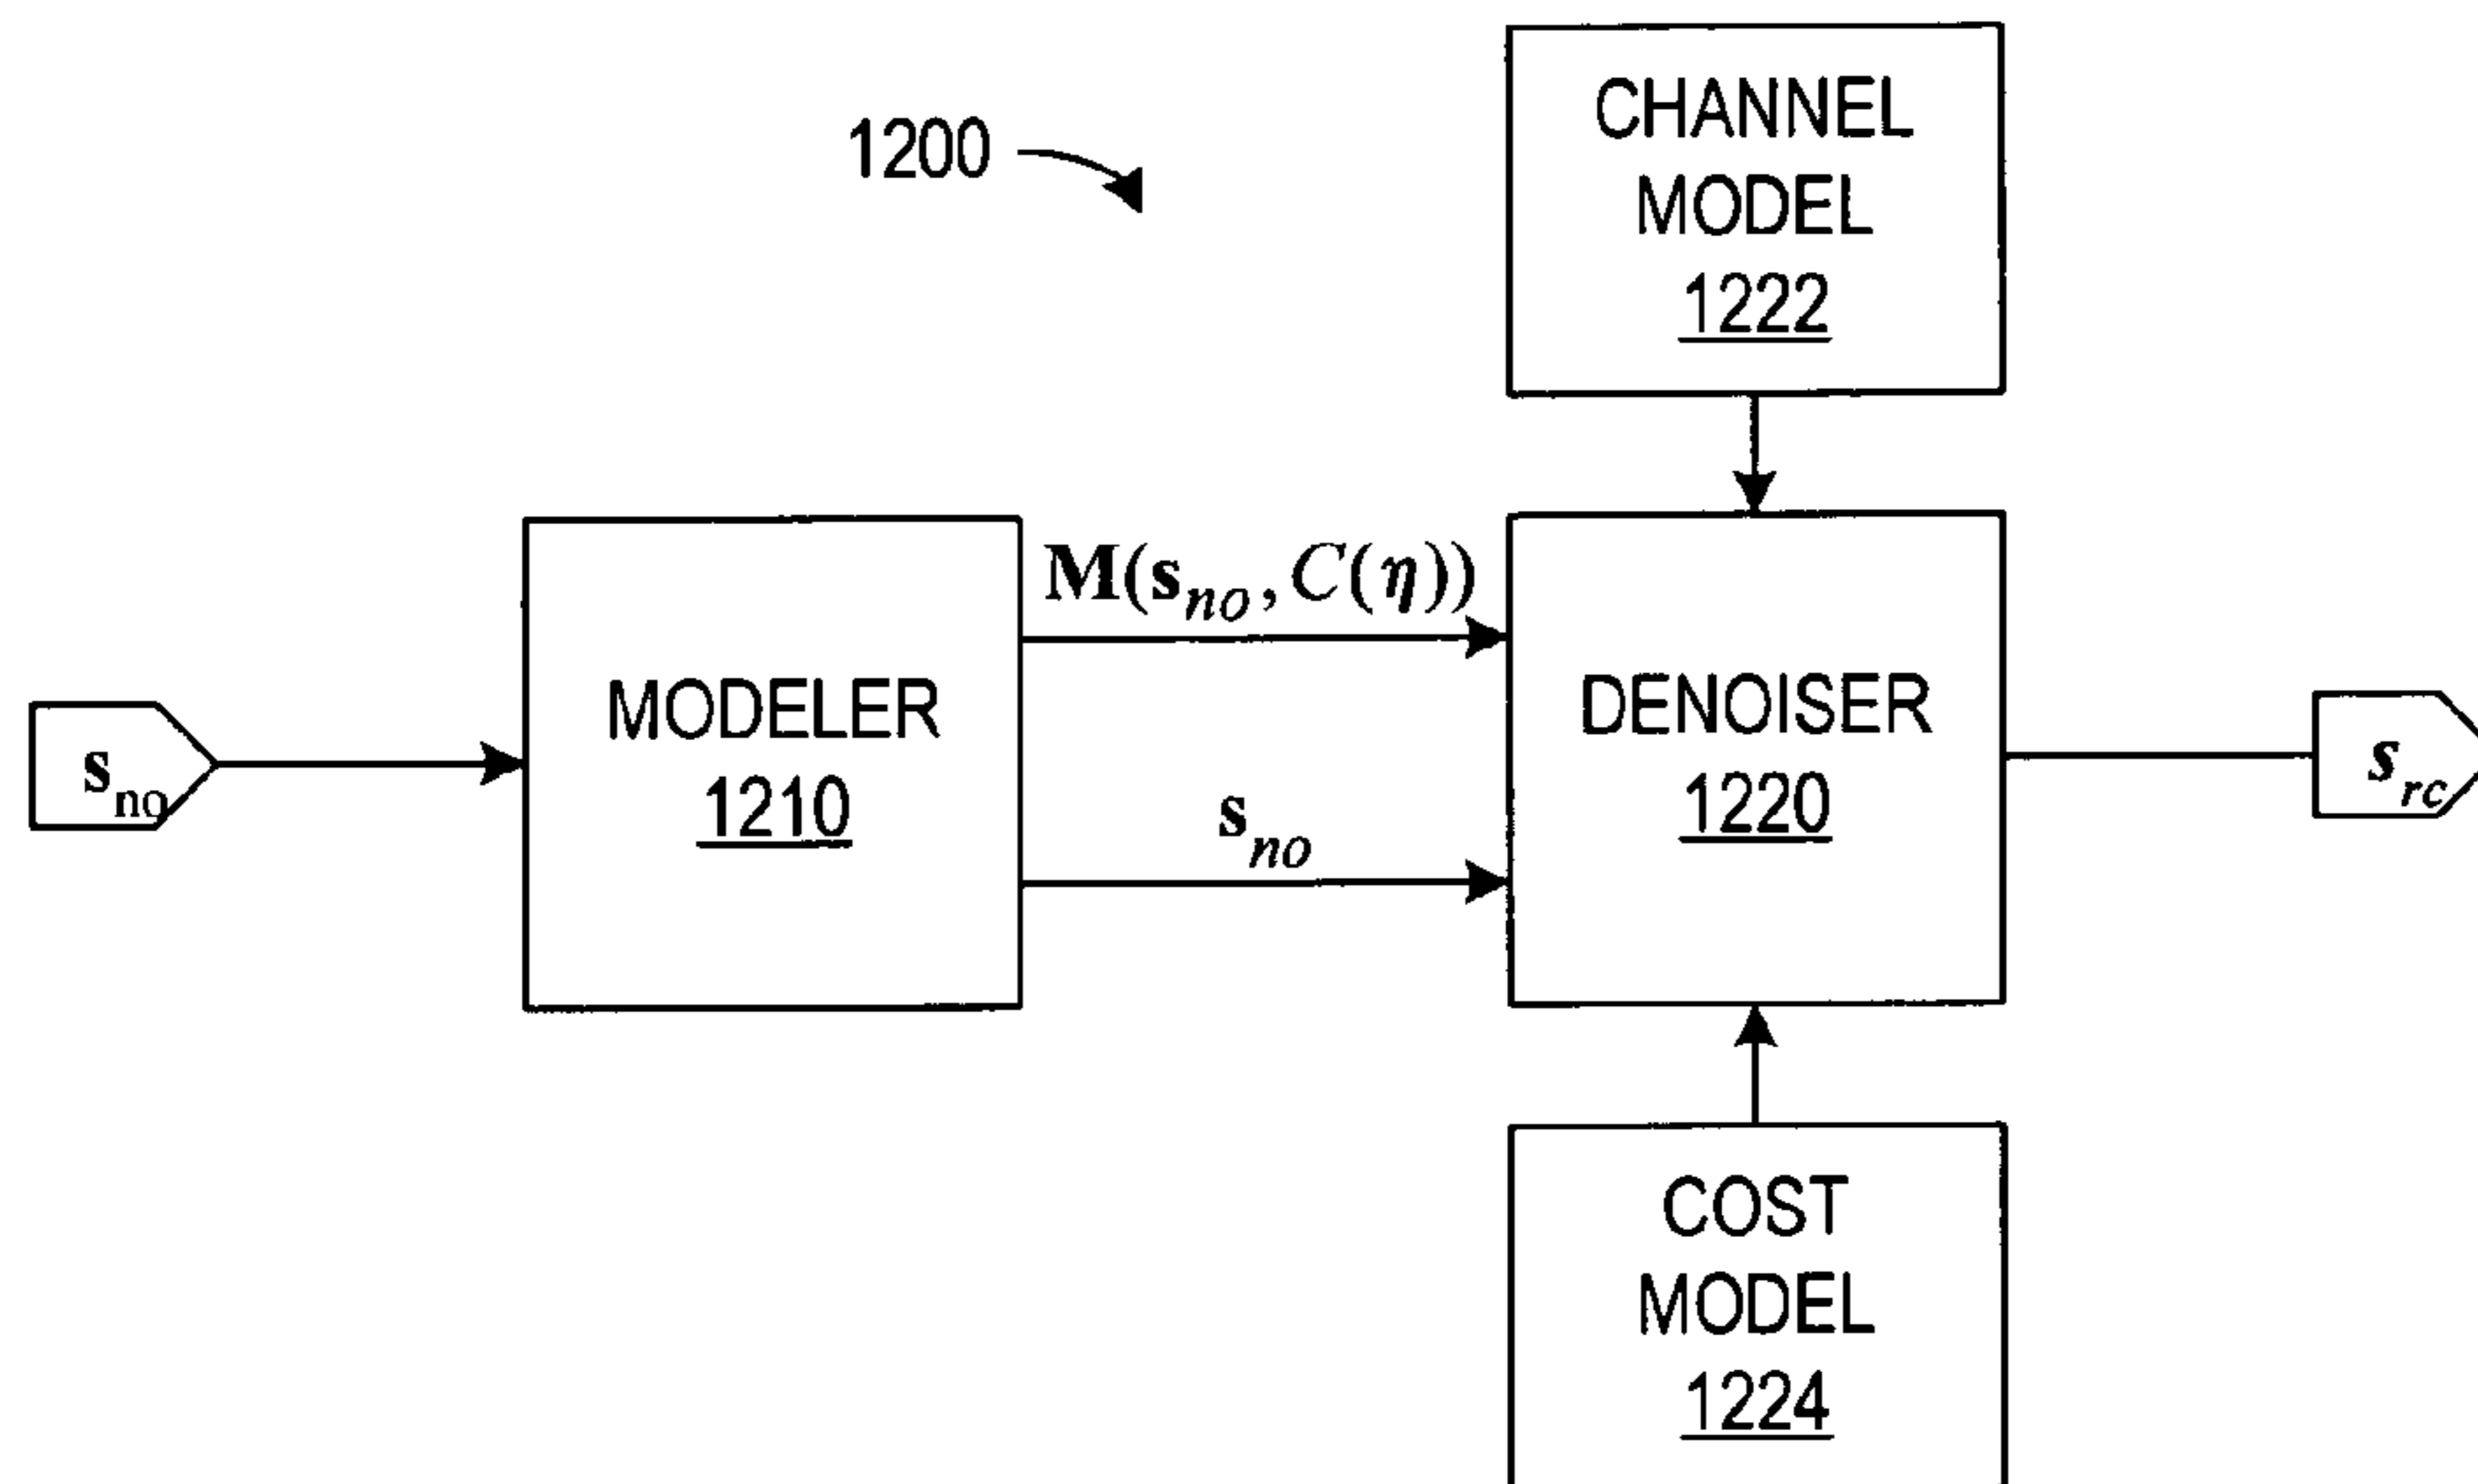 1200
CHANNEL
MODEL
1222
s_no
MODELER
1210
M(s_no, C(η))
s_no
DENOISER
1220
s_rc
COST
MODEL
1224